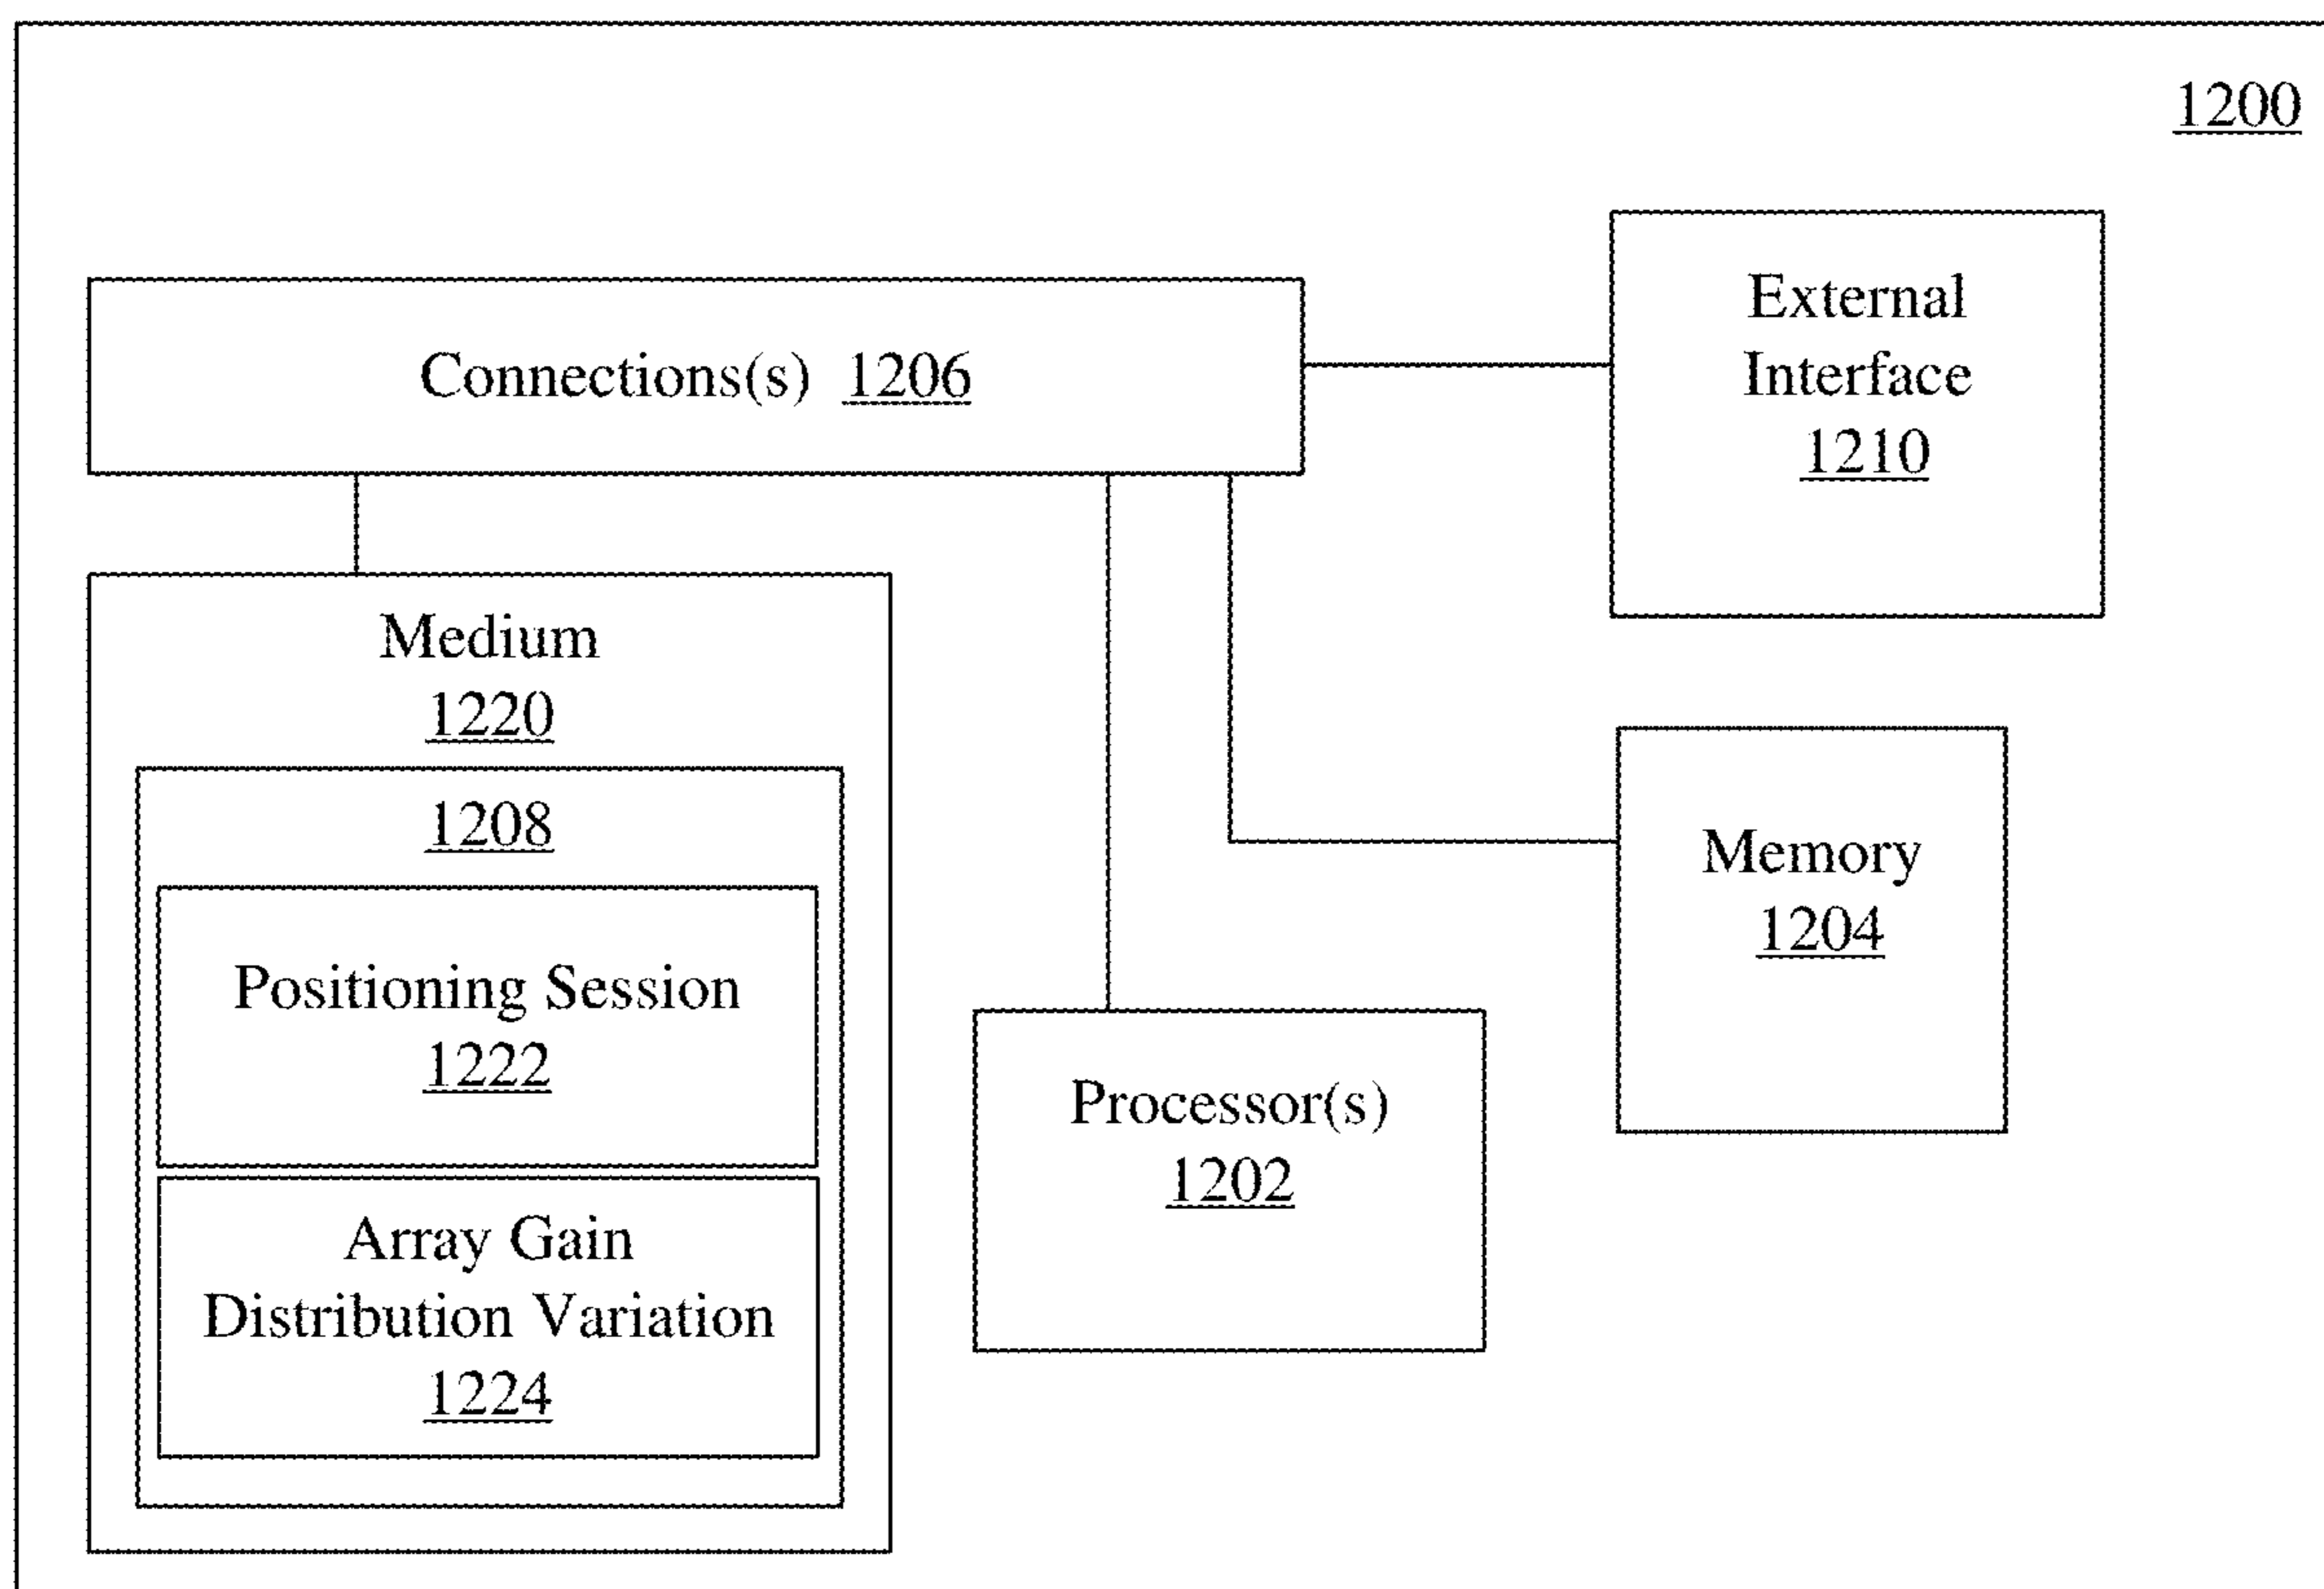 1200
External
Interface
1210
Connections(s) 1206
Medium
1220
1208
Positioning Session
1222
Array Gain
Distribution Variation
1224
Processor(s)
1202
Memory
1204